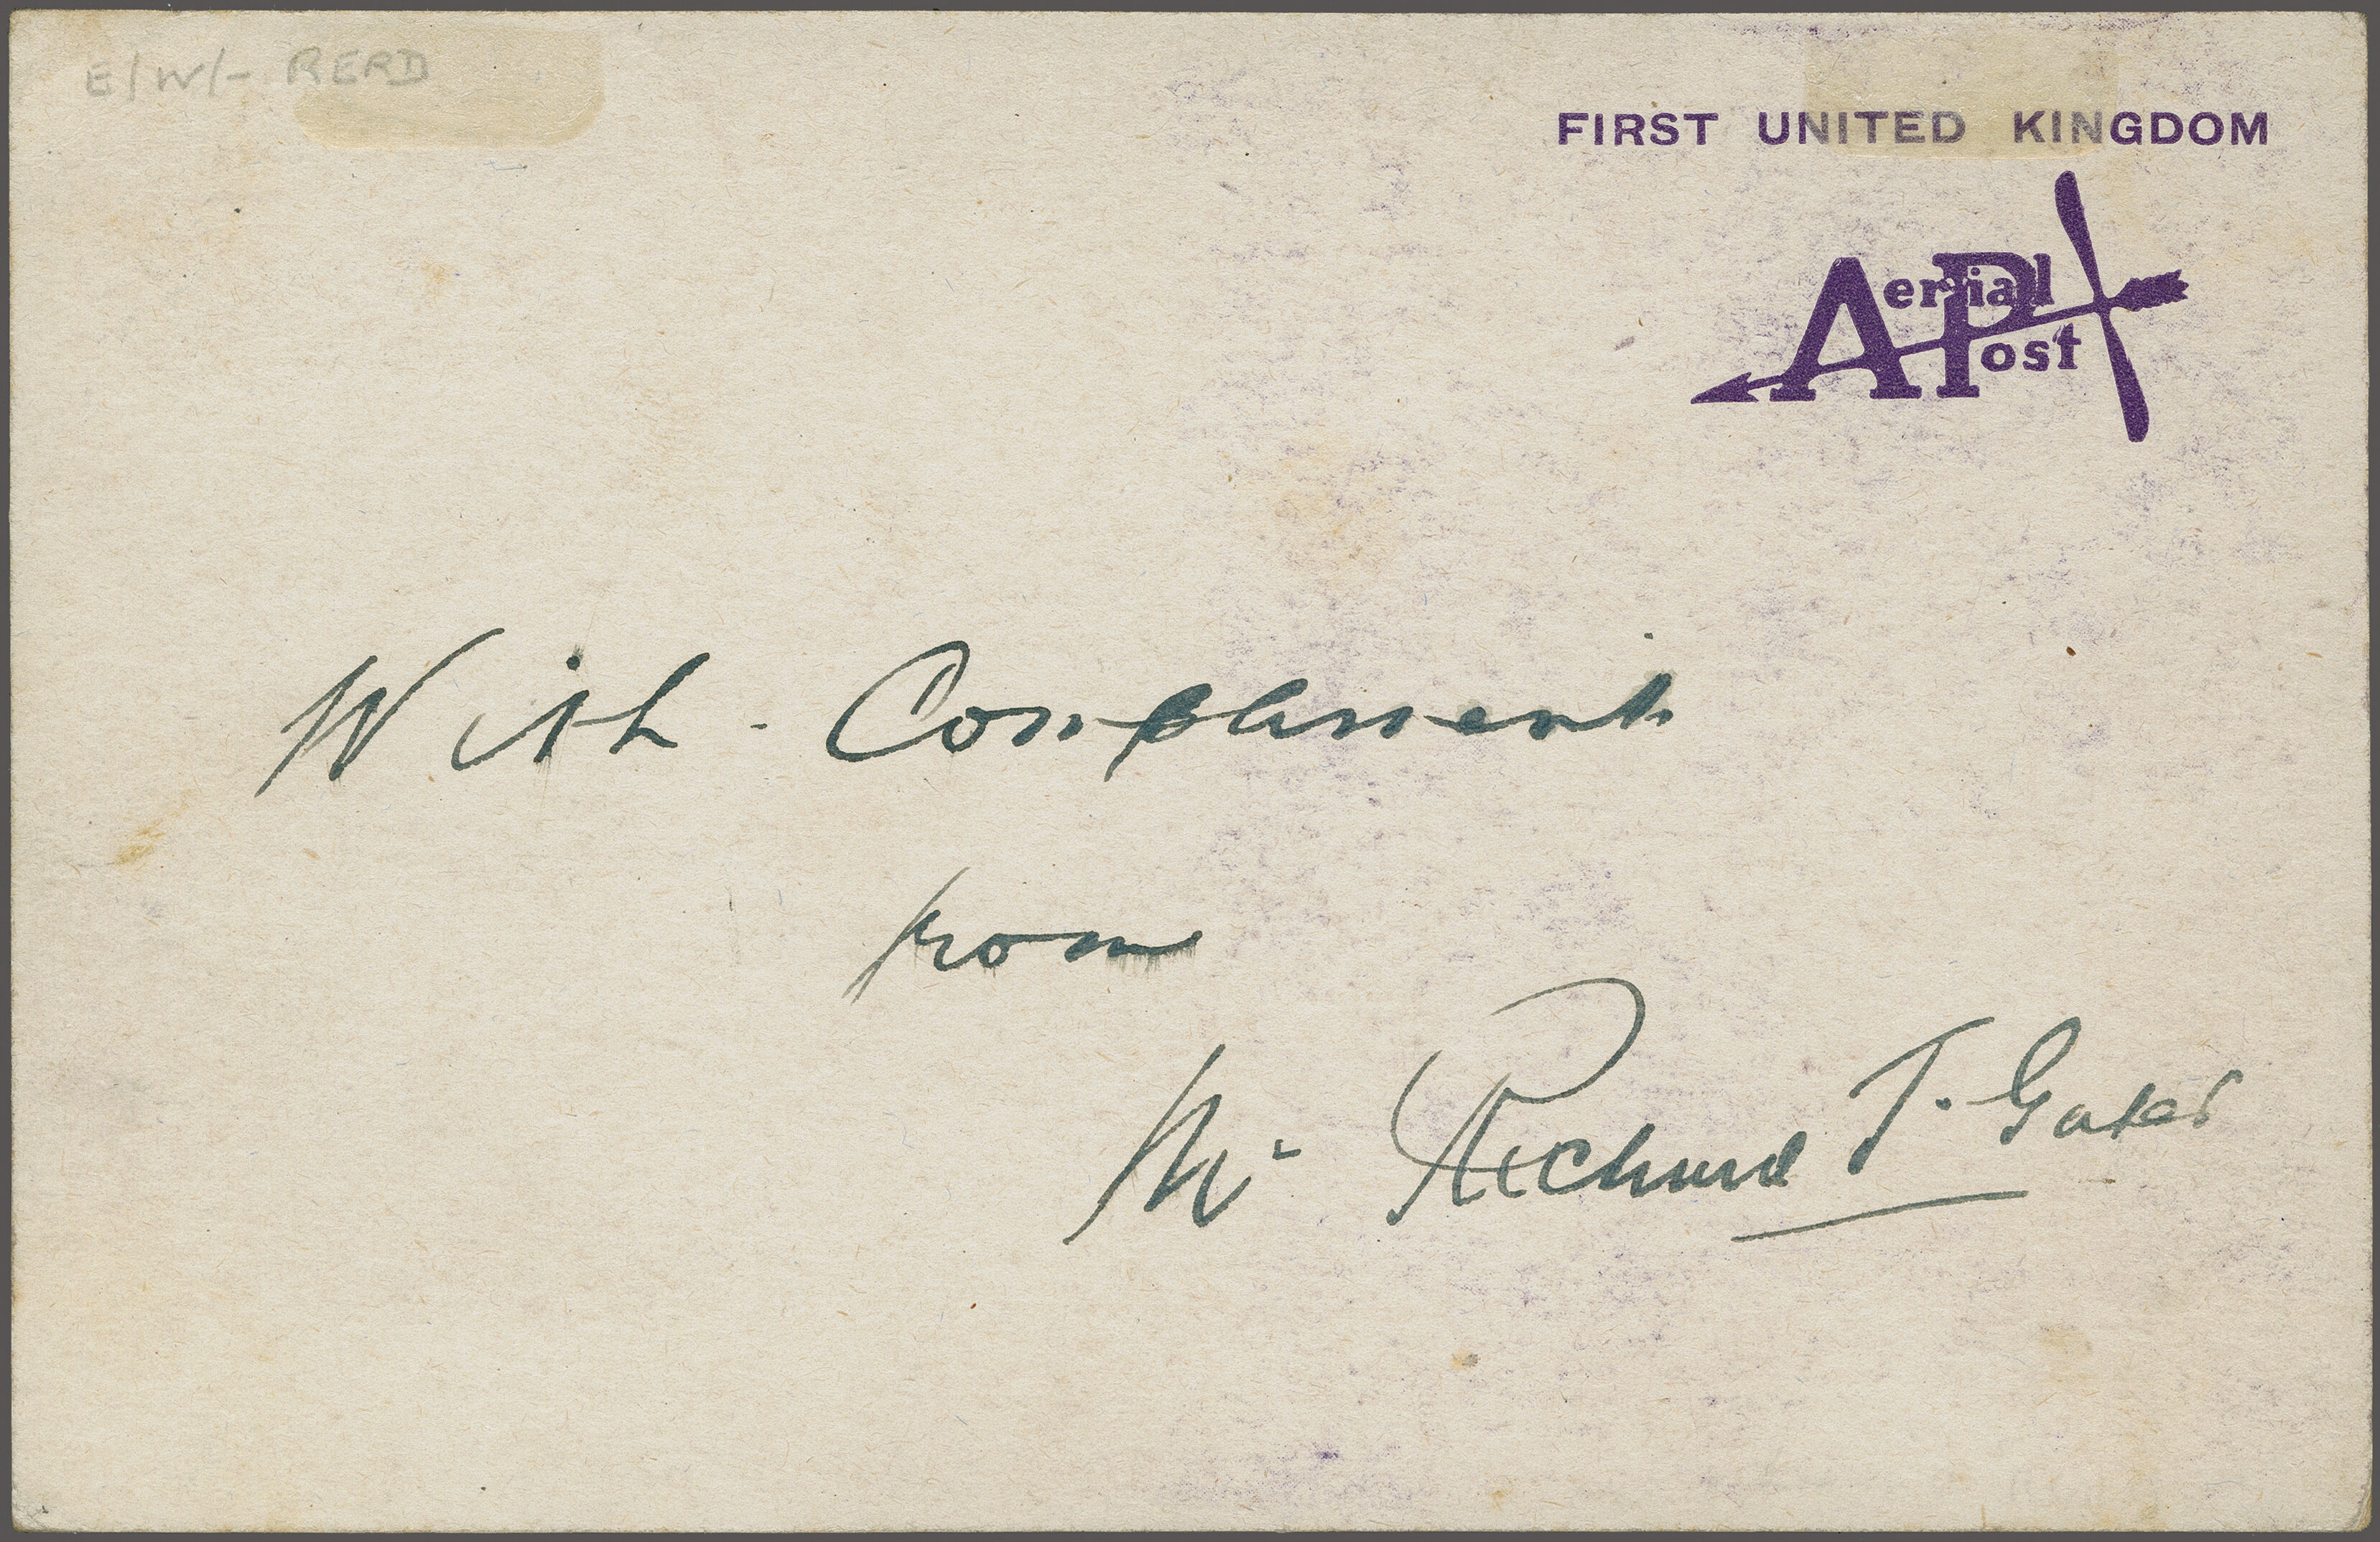 E/W/- RERD
FIRST UNITED KINGDOM
Aerial
Post
With Compliments
from
Mr Richard T. Gates